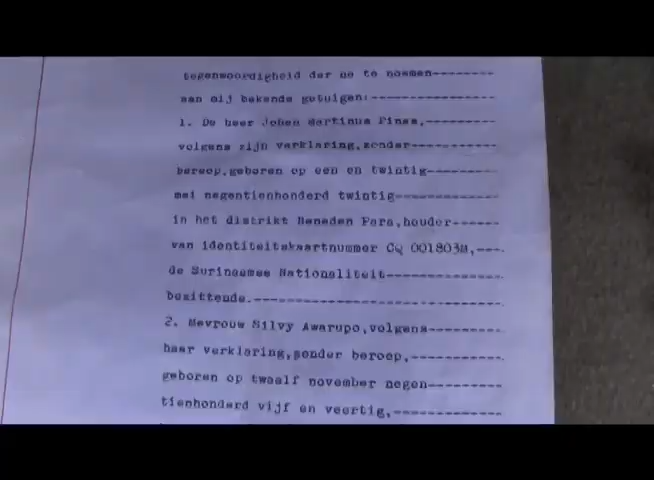 tegenwoordigheid der na te noemen--------
aan mij bekende getuigen:----------------
1. De heer Johan Martinus Pinas,---------
volgens zijn verklaring,zonder-----------
beroep,geboren op een en twintig---------
mei negentienhonderd twintig-------------
in het distrikt Beneden Para,houder------
van identiteitskaartnummer CQ 001803M,---
de Surinaamse Nationaliteit--------------
bezittende.------------------------------
2. Mevrouw Silvy Awarupo,volgens---------
haar verklaring,zonder beroep,-----------
geboren op twaalf november negen---------
tienhonderd vijf en veertig,-------------